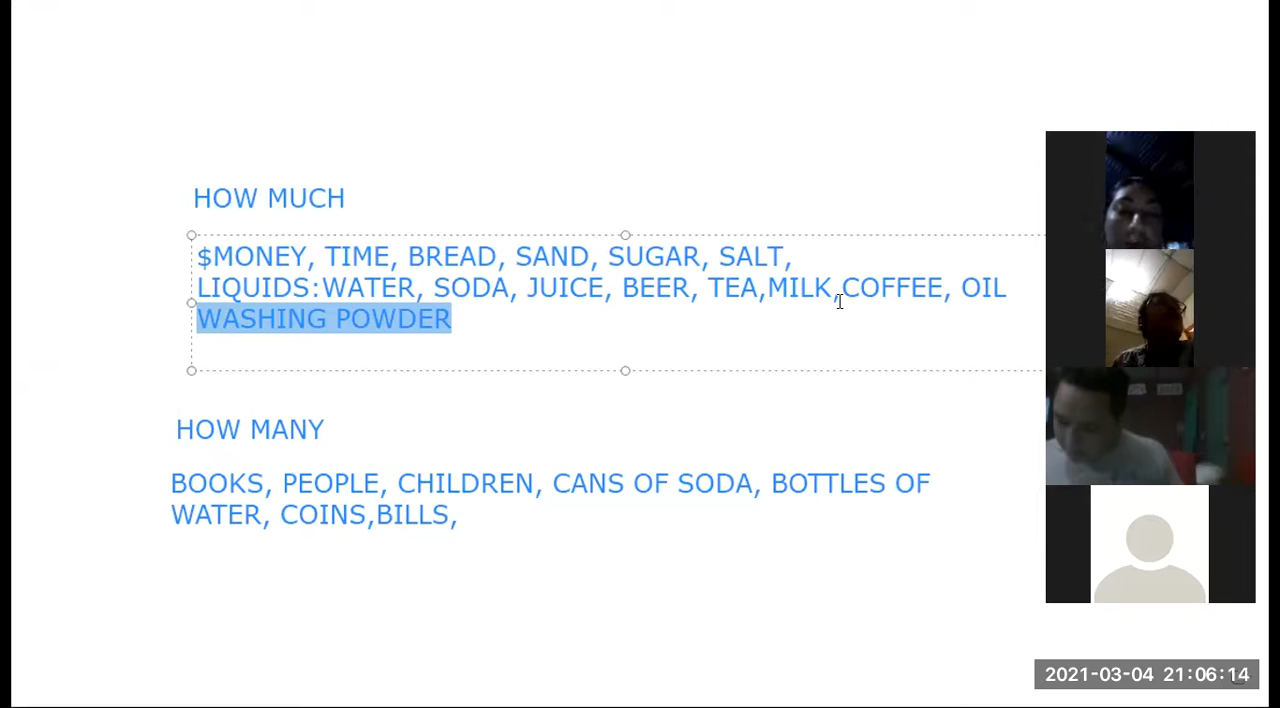 HOW MUCH
$MONEY, TIME, BREAD, SAND, SUGAR, SALT,
LIQUIDS:WATER, SODA, JUICE, BEER, TEA,MILK,COFFEE, OIL
WASHING POWDER
HOW MANY
BOOKS, PEOPLE, CHILDREN, CANS OF SODA, BOTTLES OF
WATER, COINS,BILLS,
2021-03-04 21:06:14